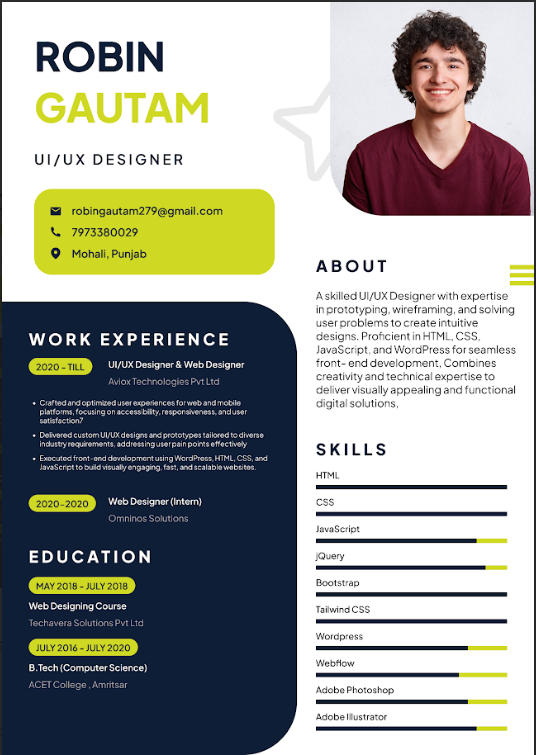 ROBIN
GAUTAM
UI/UX DESIGNER
robingautam279@gmail.com
7973380029
Mohali, Punjab
WORK EXPERIENCE
2020 - TILL
UI/UX Designer & Web Designer
Aviox Technologies Pvt Ltd
• Crafted and optimized user experiences for web and mobile
platforms, focusing on accessibility, responsiveness, and user
satisfaction7
• Delivered custom UI/UX designs and prototypes tailored to diverse
industry requirements, addressing user pain points effectively
• Executed front-end development using WordPress, HTML, CSS, and
JavaScript to build visually engaging, fast, and scalable websites.
2020-2020
Web Designer (Intern)
Omninos Solutions
EDUCATION
MAY 2018 - JULY 2018
Web Designing Course
Techavera Solutions Pvt Ltd
JULY 2016 - JULY 2020
B.Tech (Computer Science)
ACET College , Amritsar
ABOUT
A skilled UI/UX Designer with expertise
in prototyping, wireframing, and solving
user problems to create intuitive
designs. Proficient in HTML, CSS,
JavaScript, and WordPress for seamless
front- end development, Combines
creativity and technical expertise to
deliver visually appealing and functional
digital solutions,
SKILLS
HTML
CSS
JavaScript
jQuery
Bootstrap
Tailwind CSS
Wordpress
Webflow
Adobe Photoshop
Adobe Illustrator